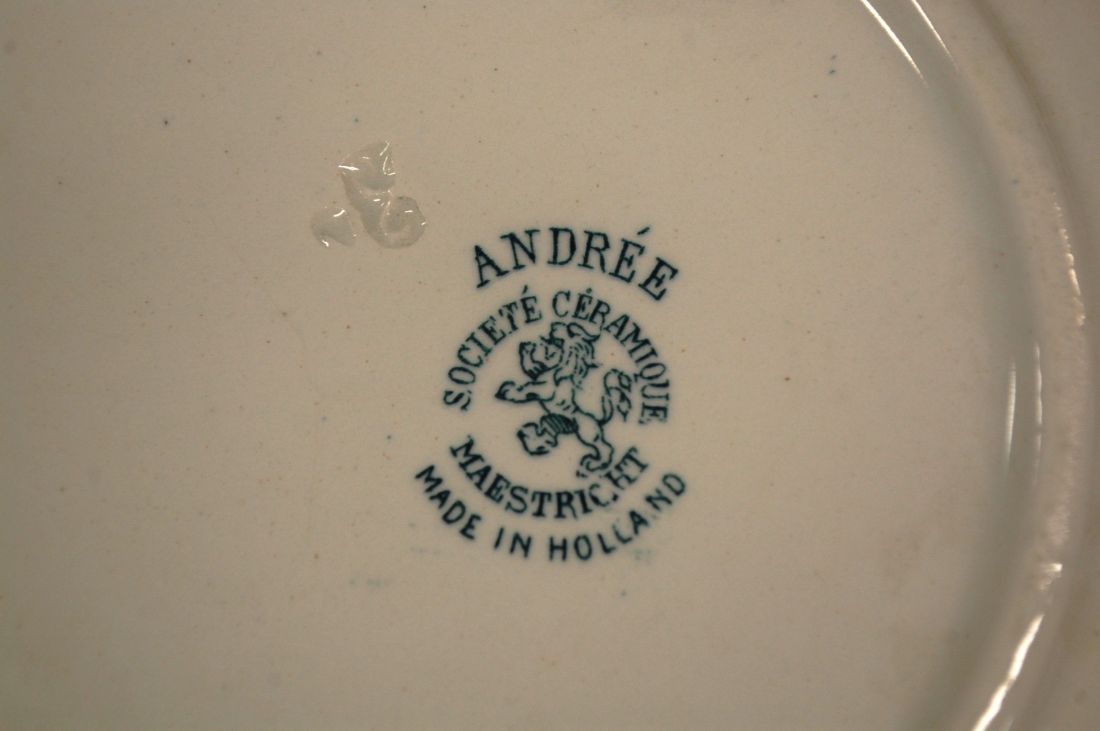 ANDRÉE
SOCIETÉ CÉRAMIQUE
MAESTRICHT
MADE IN HOLLAND